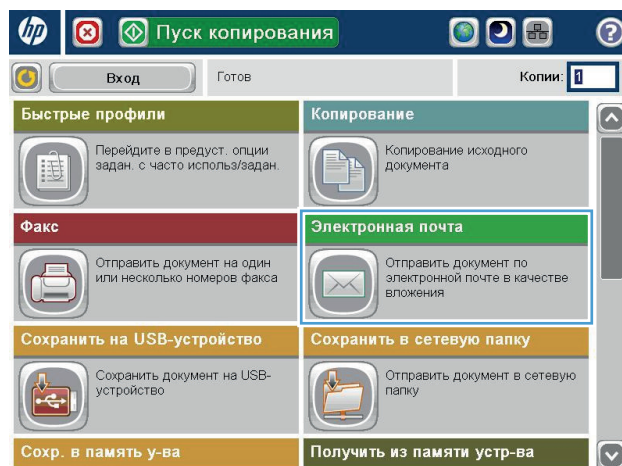 hp
Пуск копирования
?
Вход
Готов
Копии: 1
Быстрые профили
Перейдите в предуст. опции
задан. с часто использ/задан.
Копирование
Копирование исходного
документа
Факс
Отправить документ на один
или несколько номеров факса
Электронная почта
Отправить документ по
электронной почте в качестве
вложения
Сохранить на USB-устройство
Сохранить документ на USB-
устройство
Сохранить в сетевую папку
Отправить документ в сетевую
папку
Сохр. в память у-ва
Получить из памяти устр-ва